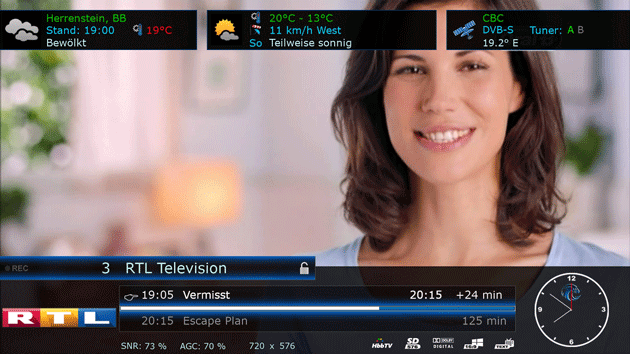 Herrenstein, BB
Stand: 19:00 19°C
Bewölkt
20°C - 13°C
11 km/h West
So Teilweise sonnig
CBC
DVB-S Tuner: A B
19.2° E
REC 3 RTL Television
RTL
19:05 Vermisst 20:15 +24 min
20:15 Escape Plan 125 min
SNR: 73 % AGC: 70 % 720 x 576 HbbTV SD 576 DOLBY DIGITAL
12
3
6
9